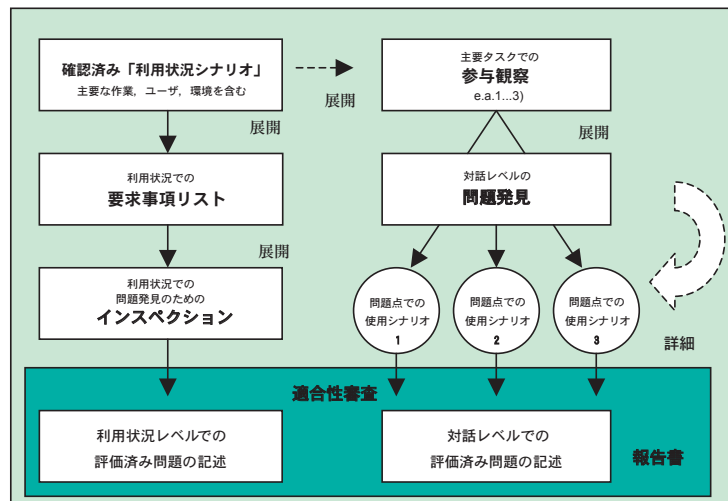 確認済み「利用状況シナリオ」
主要な作業，ユーザ，環境を含む
展開
主要タスクでの
参与観察
e.a.1...3)
展開
展開
利用状況での
要求事項リスト
対話レベルの
問題発見
展開
利用状況での
問題発見のための
インスペクション
問題点での
使用シナリオ
1
問題点での
使用シナリオ
2
問題点での
使用シナリオ
3
詳細
適合性審査
利用状況レベルでの
評価済み問題の記述
対話レベルでの
評価済み問題の記述
報告書